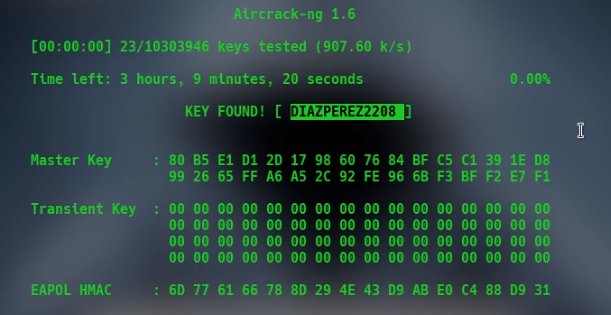 Aircrack-ng 1.6
[00:00:00] 23/10303946 keys tested (907.60 k/s)
Time left: 3 hours, 9 minutes, 20 seconds 0.00%
KEY FOUND! [ DIAZPEREZ2208 ]
Master Key : 80 B5 E1 D1 2D 17 98 60 76 84 BF C5 C1 39 1E D8
99 26 65 FF A6 A5 2C 92 FE 96 6B F3 BF F2 E7 F1
Transient Key : 00 00 00 00 00 00 00 00 00 00 00 00 00 00 00 00
00 00 00 00 00 00 00 00 00 00 00 00 00 00 00 00
00 00 00 00 00 00 00 00 00 00 00 00 00 00 00 00
00 00 00 00 00 00 00 00 00 00 00 00 00 00 00 00
EAPOL HMAC : 6D 77 61 66 78 8D 29 4E 43 D9 AB E0 C4 88 D9 31